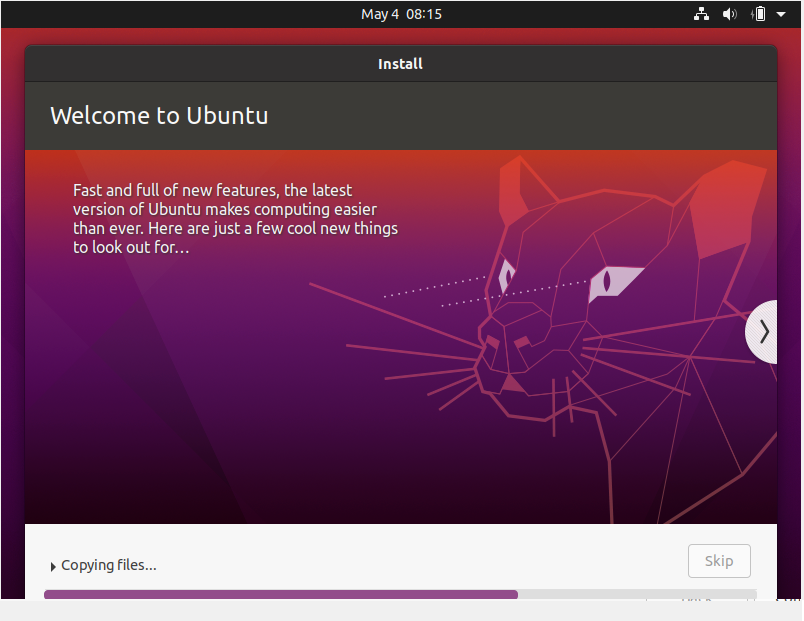 May 4 08:15
Install
Welcome to Ubuntu
Fast and full of new features, the latest
version of Ubuntu makes computing easier
than ever. Here are just a few cool new things
to look out for...
Copying files...
Skip